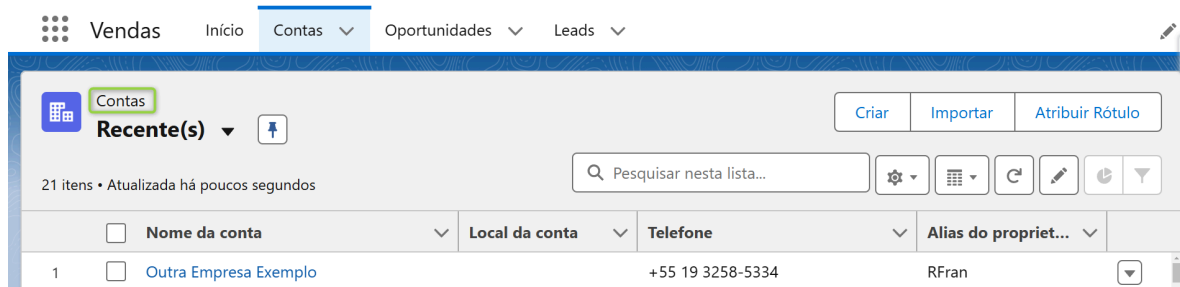 Vendas Início Contas Oportunidades Leads
Contas
Recente(s)
Criar Importar Atribuir Rótulo
21 itens • Atualizada há poucos segundos
Pesquisar nesta lista...
Nome da conta Local da conta Telefone Alias do propriet...
1 Outra Empresa Exemplo +55 19 3258-5334 RFran